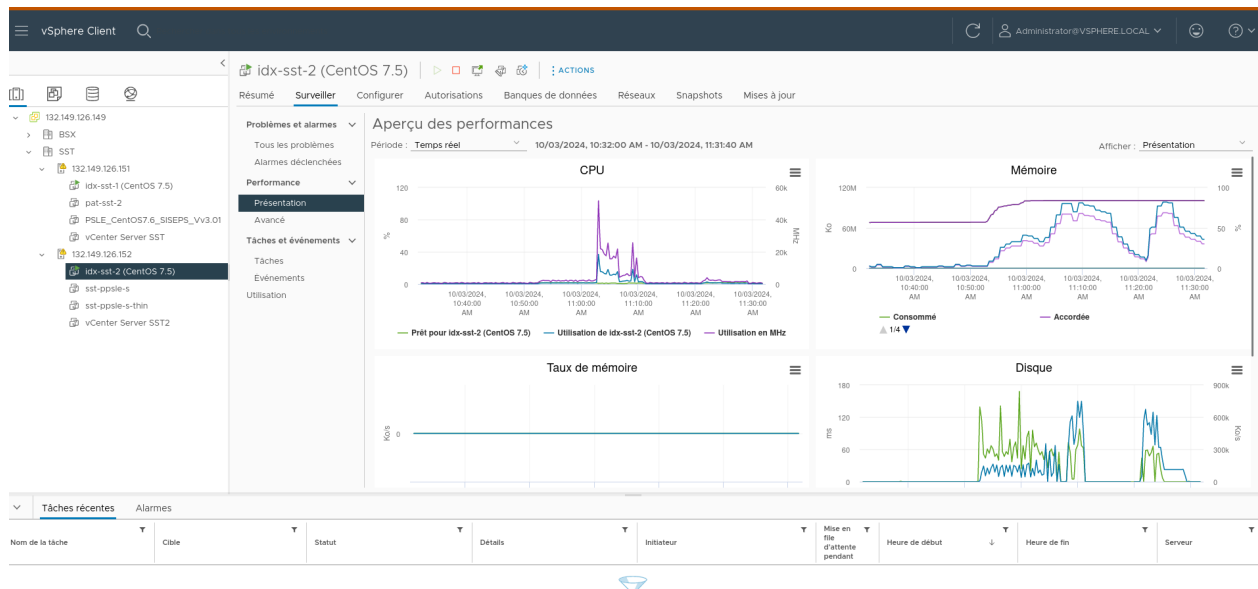 vSphere Client
Administrator@VSPHERE.LOCAL
132.149.126.149
BSX
SST
132.149.126.151
idx-sst-1 (CentOS 7.5)
pat-sst-2
PSLE_CentOS7.6_SISEPS_Vv3.01
vCenter Server SST
132.149.126.152
idx-sst-2 (CentOS 7.5)
sst-ppsle-s
sst-ppsle-s-thin
vCenter Server SST2
idx-sst-2 (CentOS 7.5)
ACTIONS
Résumé Surveiller Configurer Autorisations Banques de données Réseaux Snapshots Mises à jour
Problèmes et alarmes
Tous les problèmes
Alarmes déclenchées
Performance
Présentation
Avancé
Tâches et événements
Tâches
Événements
Utilisation
Aperçu des performances
Période : Temps réel 10/03/2024, 10:32:00 AM - 10/03/2024, 11:31:40 AM Afficher : Présentation
CPU
120 60k
80 40k
% MHz
40 20k
0 0
10/03/2024, 10/03/2024, 10/03/2024, 10/03/2024, 10/03/2024, 10/03/2024,
10:40:00 10:50:00 11:00:00 11:10:00 11:20:00 11:30:00
AM AM AM AM AM AM
Prêt pour idx-sst-2 (CentOS 7.5) Utilisation de idx-sst-2 (CentOS 7.5) Utilisation en MHz
Mémoire
120M 100
Ko %
60M 50
0 0
10/03/2024, 10/03/2024, 10/03/2024, 10/03/2024, 10/03/2024, 10/03/2024,
10:40:00 10:50:00 11:00:00 11:10:00 11:20:00 11:30:00
AM AM AM AM AM AM
Consommé Accordée
1/4
Taux de mémoire
Ko/s 0
Disque
180 900k
120 600k
ms Ko/s
60 300k
0 0
Tâches récentes Alarmes
Nom de la tâche Cible Statut Détails Initiateur Mise en file d'attente pendant Heure de début Heure de fin Serveur